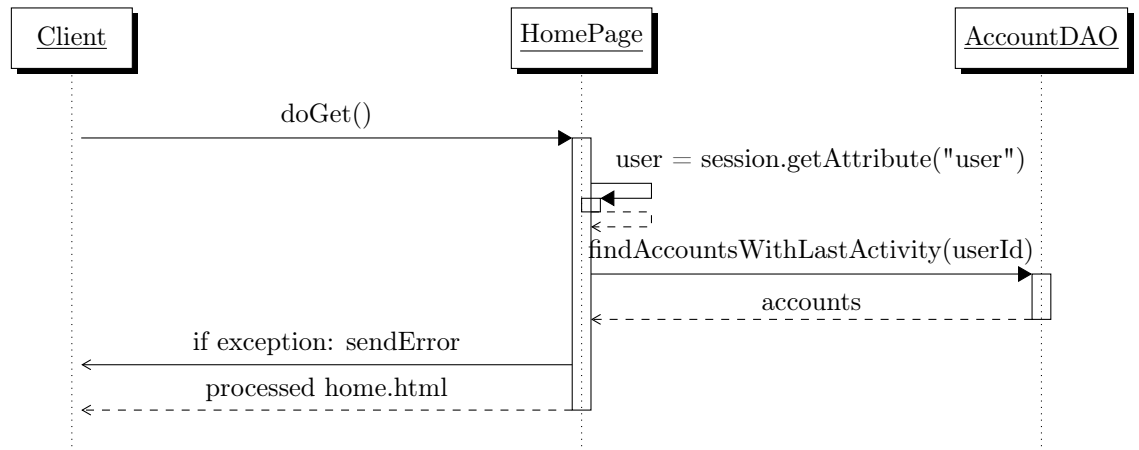 Client
HomePage
AccountDAO
doGet()
user = session.getAttribute("user")
findAccountsWithLastActivity(userId)
accounts
if exception: sendError
processed home.html